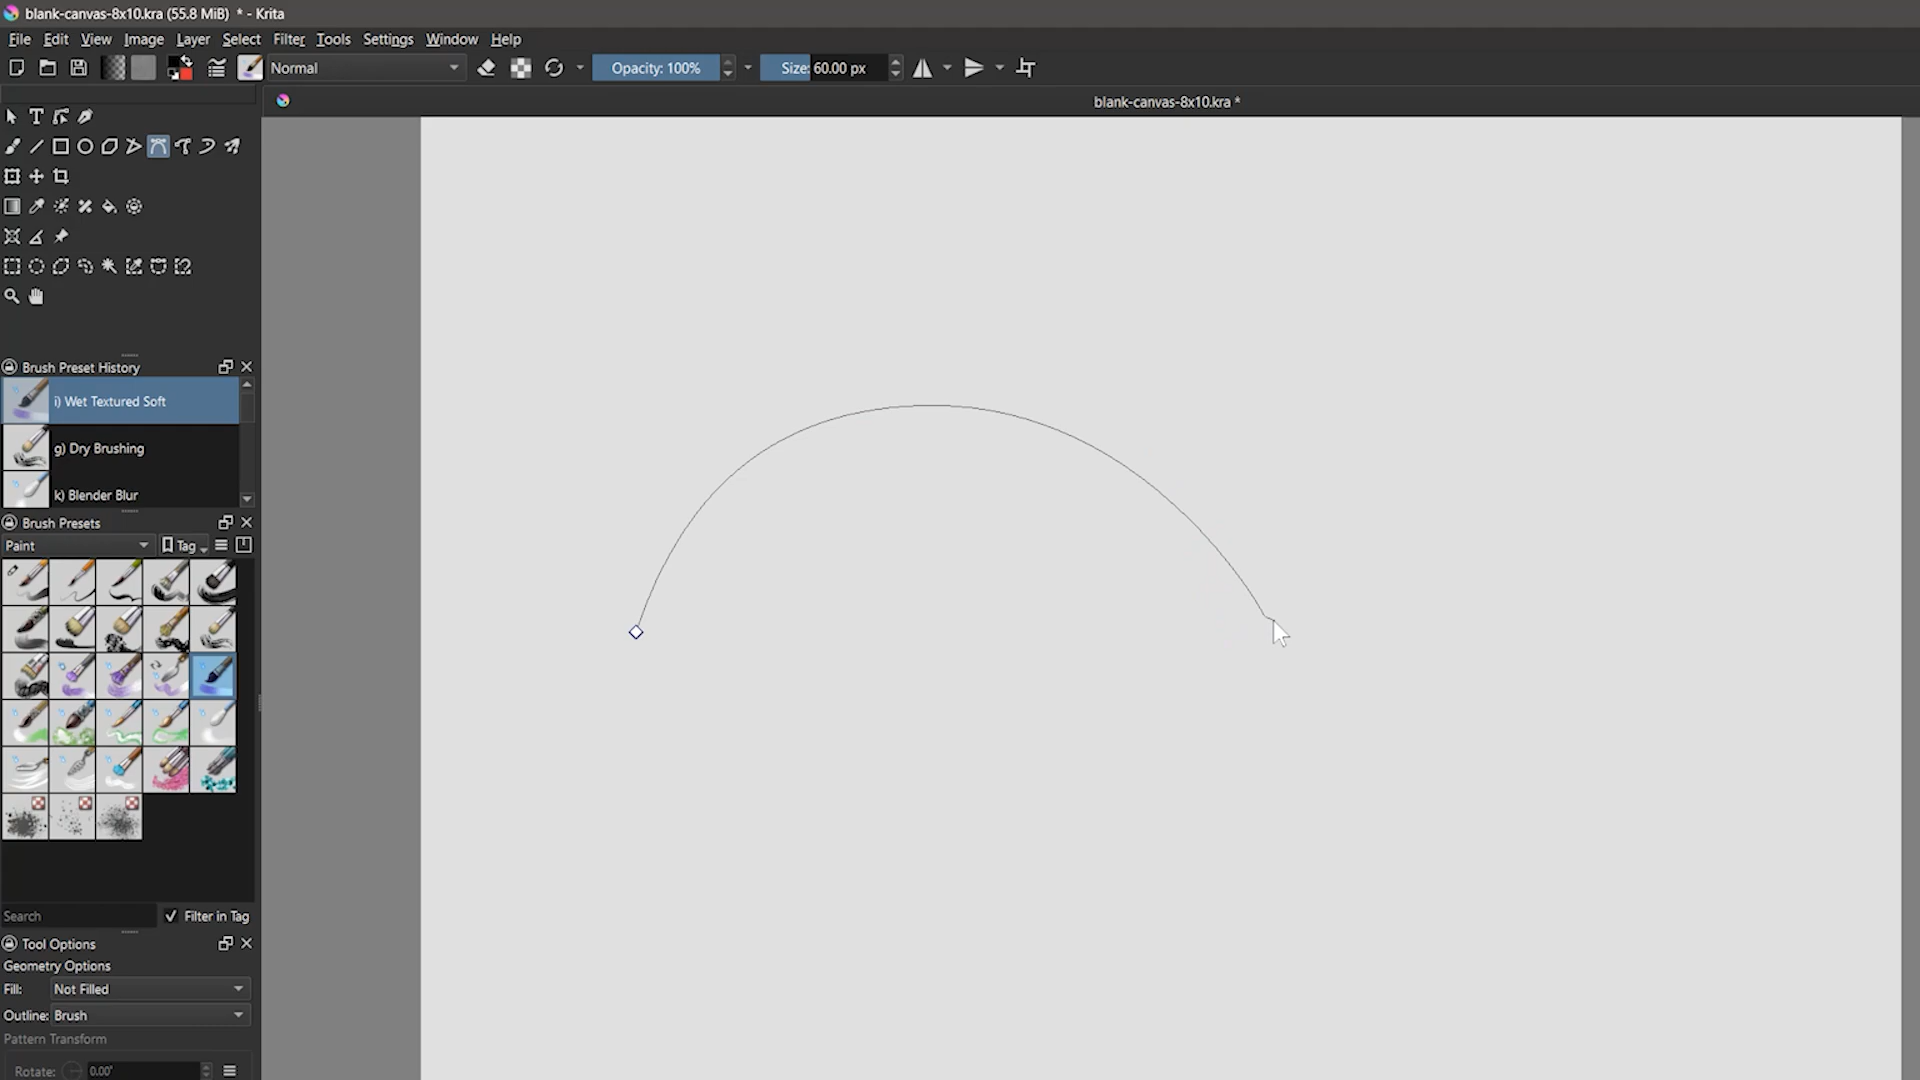 blank-canvas-8x10.kra (55.8 MiB) * - Krita
File Edit View Image Layer Select Filter Tools Settings Window Help
Normal Opacity: 100% Size: 60.00 px
blank-canvas-8x10.kra *
Brush Preset History
i) Wet Textured Soft
g) Dry Brushing
k) Blender Blur
Brush Presets
Paint Tag
Search Filter in Tag
Tool Options
Geometry Options
Fill: Not Filled
Outline: Brush
Pattern Transform
Rotate: 0.00°